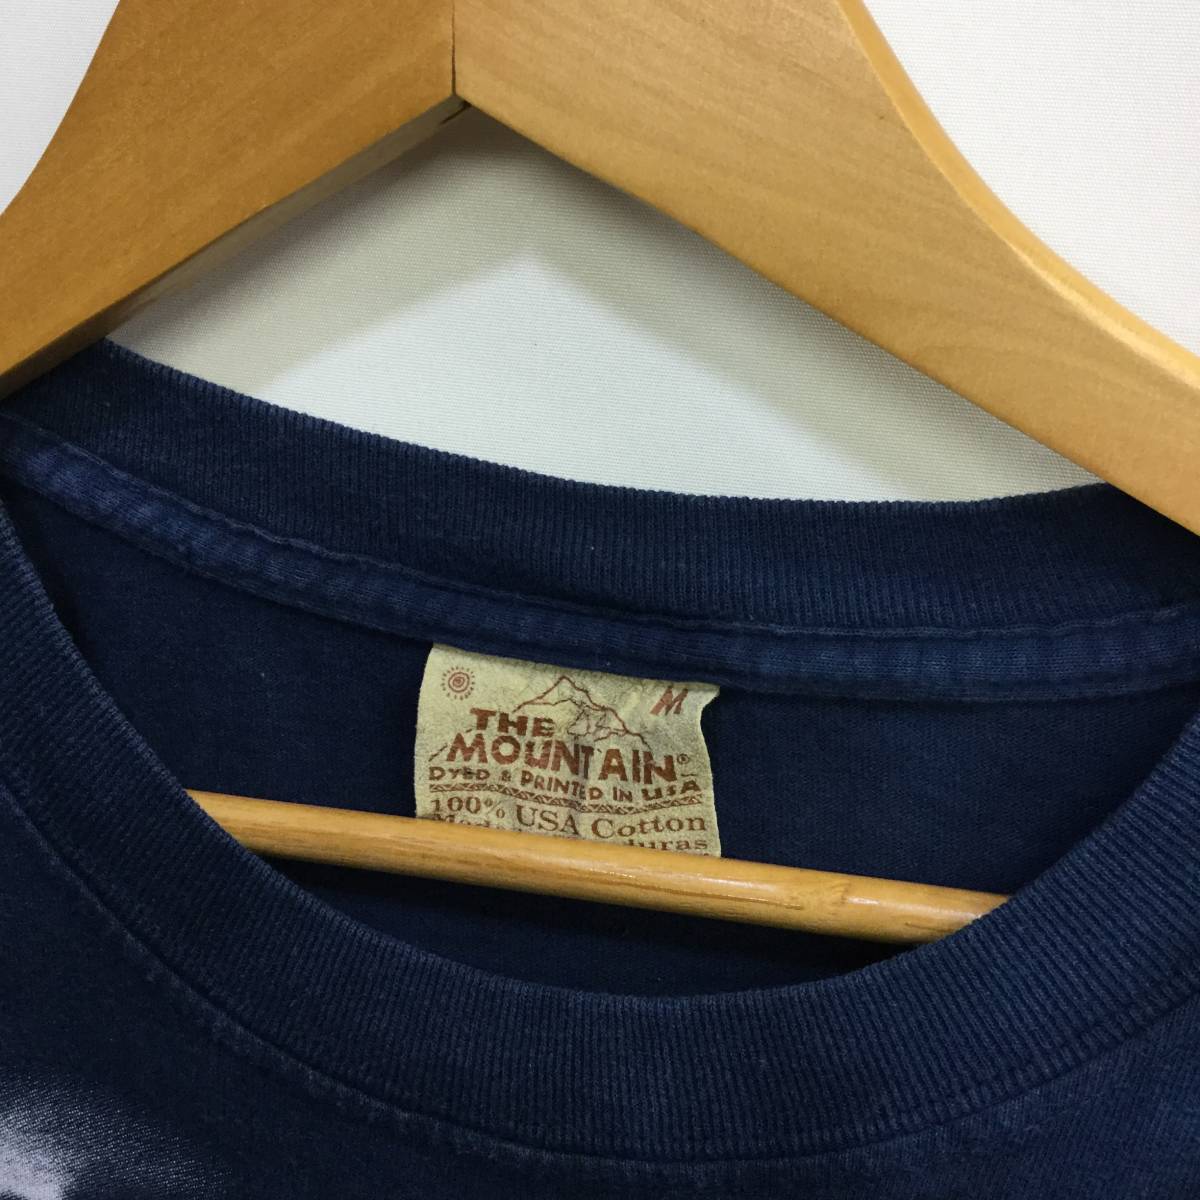 M
THE
MOUNTAIN®
DYED & PRINTED IN USA
100% USA Cotton